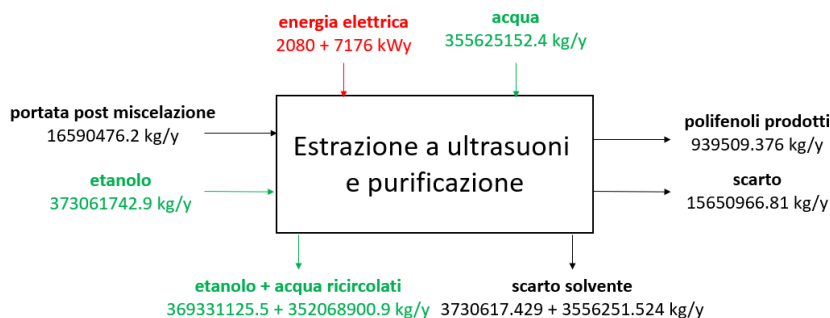 energia elettrica
2080 + 7176 kWy
acqua
355625152.4 kg/y
portata post miscelazione
16590476.2 kg/y
etanolo
373061742.9 kg/y
Estrazione a ultrasuoni
e purificazione
polifenoli prodotti
939509.376 kg/y
scarto
15650966.81 kg/y
etanolo + acqua ricircolati
369331125.5 + 352068900.9 kg/y
scarto solvente
3730617.429 + 3556251.524 kg/y